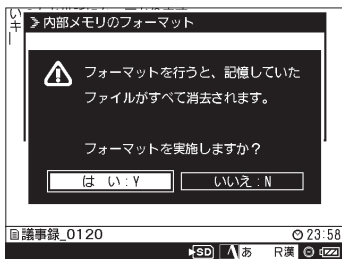 い
キー
内部メモリのフォーマット
フォーマットを行うと、記憶していた
ファイルがすべて消去されます。
フォーマットを実施しますか？
は い:Y
いいえ:N
議事録_0120
23:58
SD
あ
R漢